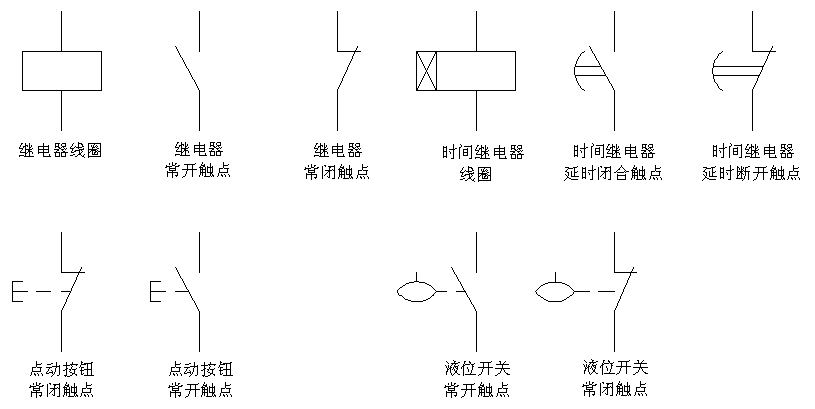 继电器线圈
继电器
常开触点
继电器
常闭触点
时间继电器
线圈
时间继电器
延时闭合触点
时间继电器
延时断开触点
点动按钮
常闭触点
点动按钮
常开触点
液位开关
常开触点
液位开关
常闭触点